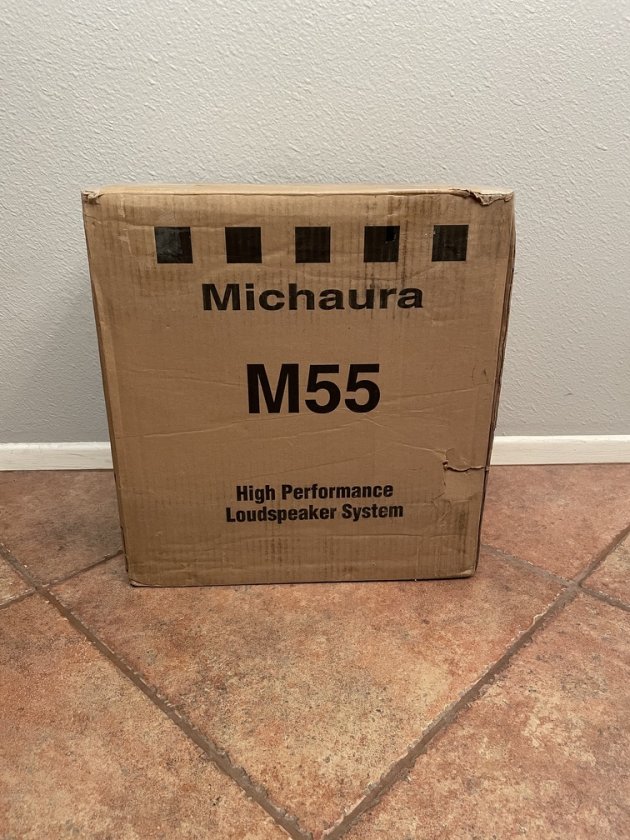 Michaura
M55
High Performance
Loudspeaker System